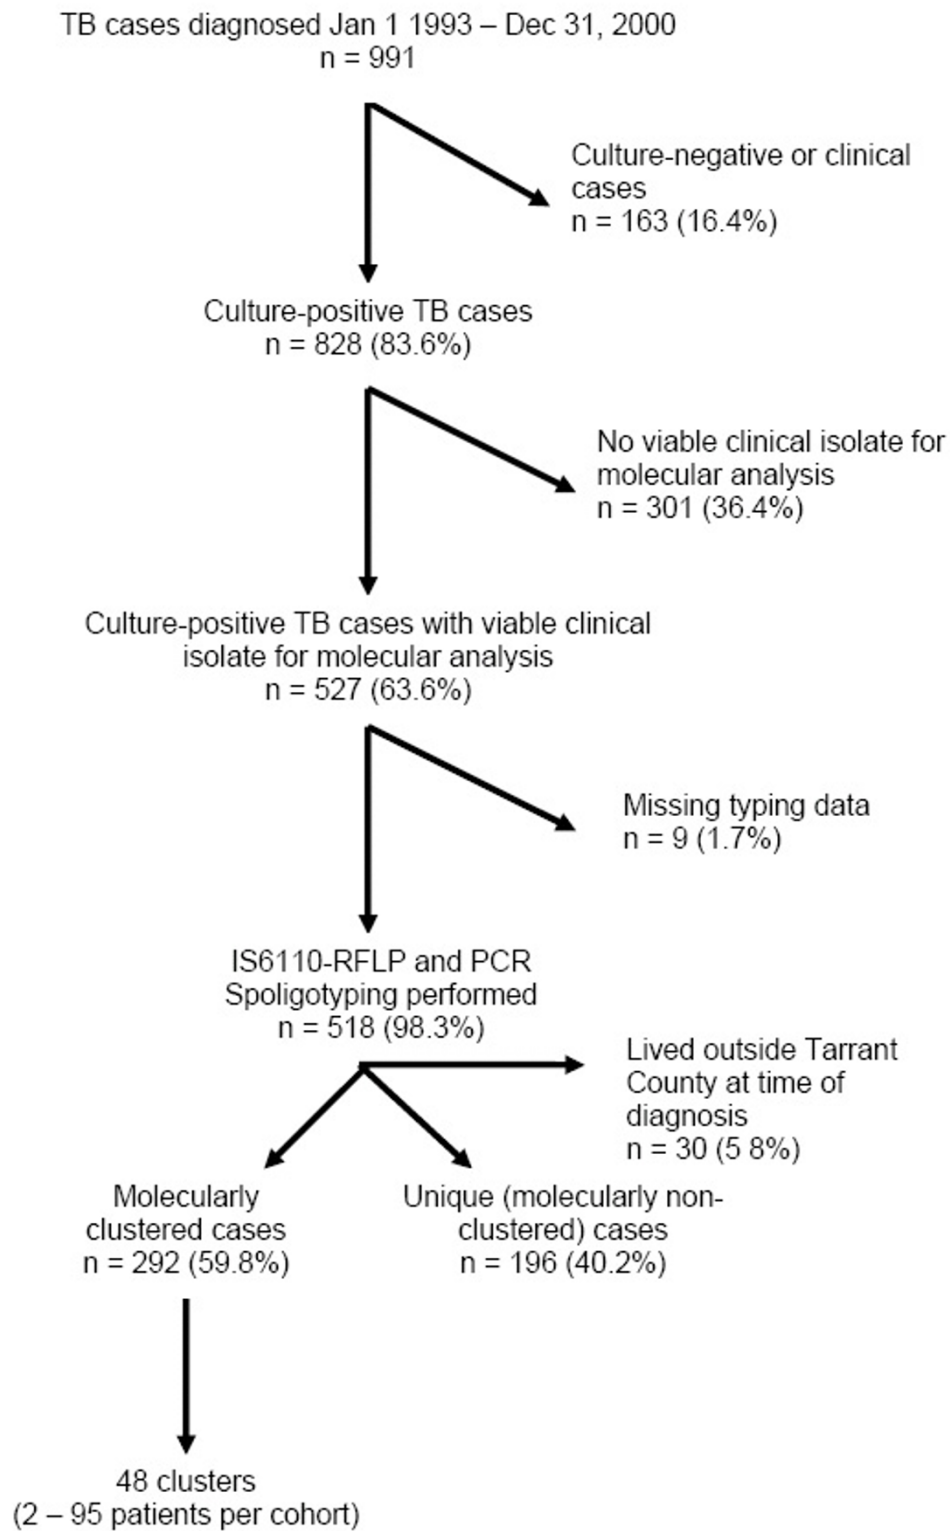 TB cases diagnosed Jan 1 1993 – Dec 31, 2000
n = 991
Culture-negative or clinical
cases
n = 163 (16.4%)
Culture-positive TB cases
n = 828 (83.6%)
No viable clinical isolate for
molecular analysis
n = 301 (36.4%)
Culture-positive TB cases with viable clinical
isolate for molecular analysis
n = 527 (63.6%)
Missing typing data
n = 9 (1.7%)
IS6110-RFLP and PCR
Spoligotyping performed
n = 518 (98.3%)
Lived outside Tarrant
County at time of
diagnosis
n = 30 (5 8%)
Molecularly
clustered cases
n = 292 (59.8%)
Unique (molecularly non-
clustered) cases
n = 196 (40.2%)
48 clusters
(2 – 95 patients per cohort)